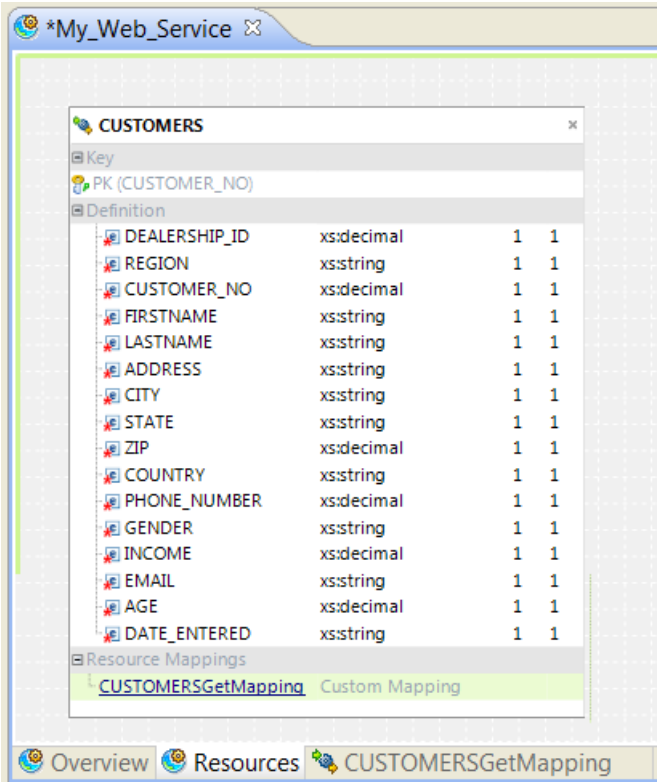 *My_Web_Service
CUSTOMERS
Key
PK (CUSTOMER_NO)
Definition
DEALERSHIP_ID xs:decimal 1 1
REGION xs:string 1 1
CUSTOMER_NO xs:decimal 1 1
FIRSTNAME xs:string 1 1
LASTNAME xs:string 1 1
ADDRESS xs:string 1 1
CITY xs:string 1 1
STATE xs:string 1 1
ZIP xs:decimal 1 1
COUNTRY xs:string 1 1
PHONE_NUMBER xs:decimal 1 1
GENDER xs:string 1 1
INCOME xs:decimal 1 1
EMAIL xs:string 1 1
AGE xs:decimal 1 1
DATE_ENTERED xs:string 1 1
Resource Mappings
CUSTOMERSGetMapping Custom Mapping
Overview Resources CUSTOMERSGetMapping